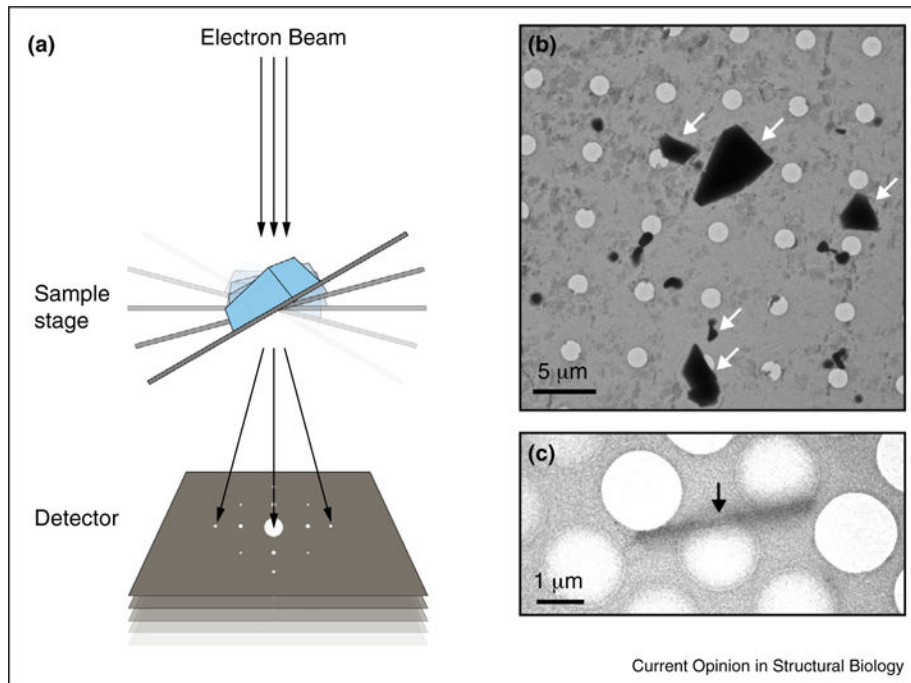 (a)
Electron Beam
Sample
stage
Detector
(b)
5 μm
(c)
1 μm
Current Opinion in Structural Biology